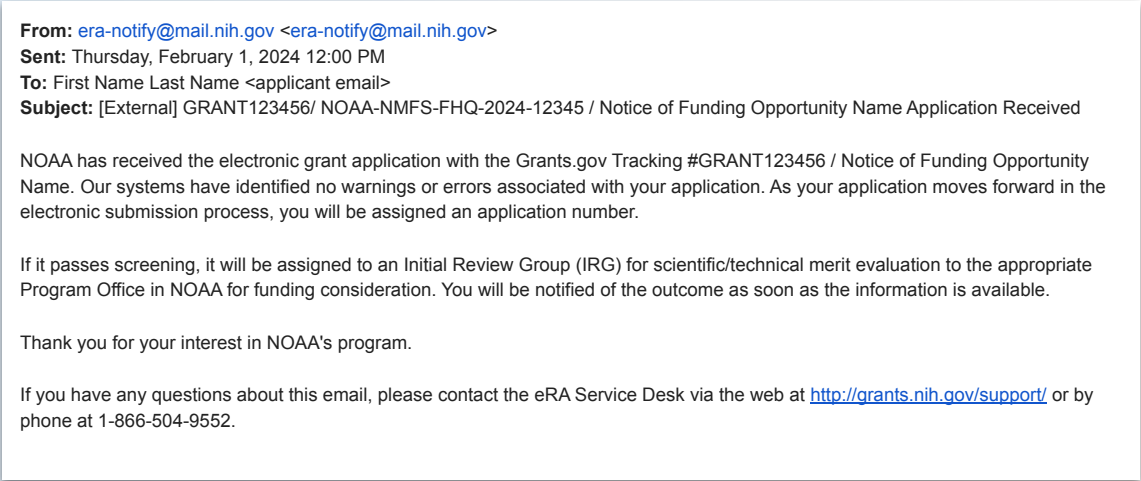 From: era-notify@mail.nih.gov <era-notify@mail.nih.gov>
Sent: Thursday, February 1, 2024 12:00 PM
To: First Name Last Name <applicant email>
Subject: [External] GRANT123456/ NOAA-NMFS-FHQ-2024-12345 / Notice of Funding Opportunity Name Application Received
NOAA has received the electronic grant application with the Grants.gov Tracking #GRANT123456 / Notice of Funding Opportunity
Name. Our systems have identified no warnings or errors associated with your application. As your application moves forward in the
electronic submission process, you will be assigned an application number.
If it passes screening, it will be assigned to an Initial Review Group (IRG) for scientific/technical merit evaluation to the appropriate
Program Office in NOAA for funding consideration. You will be notified of the outcome as soon as the information is available.
Thank you for your interest in NOAA's program.
If you have any questions about this email, please contact the eRA Service Desk via the web at http://grants.nih.gov/support/ or by
phone at 1-866-504-9552.